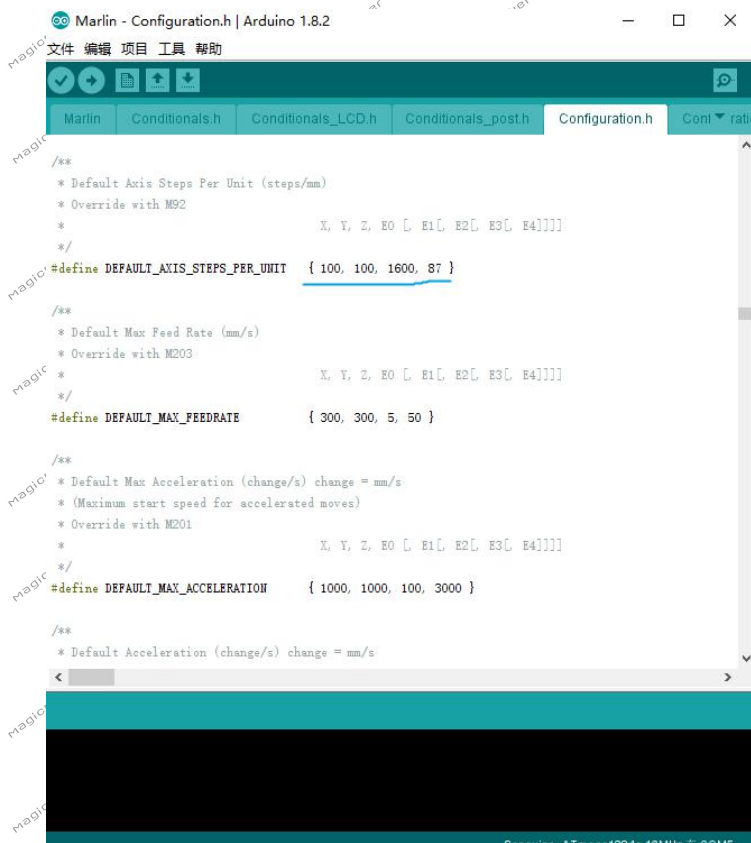 Marlin - Configuration.h | Arduino 1.8.2
文件 编辑 项目 工具 帮助
Marlin Conditionals.h Conditionals_LCD.h Conditionals_post.h Configuration.h
/**
* Default Axis Steps Per Unit (steps/mm)
* Override with M92
* X, Y, Z, E0 [, E1[, E2[, E3[, E4]]]]
*/
#define DEFAULT_AXIS_STEPS_PER_UNIT { 100, 100, 1600, 87 }
/**
* Default Max Feed Rate (mm/s)
* Override with M203
* X, Y, Z, E0 [, E1[, E2[, E3[, E4]]]]
*/
#define DEFAULT_MAX_FEEDRATE { 300, 300, 5, 50 }
/**
* Default Max Acceleration (change/s) change = mm/s
* (Maximum start speed for accelerated moves)
* Override with M201
* X, Y, Z, E0 [, E1[, E2[, E3[, E4]]]]
*/
#define DEFAULT_MAX_ACCELERATION { 1000, 1000, 100, 3000 }
/**
* Default Acceleration (change/s) change = mm/s